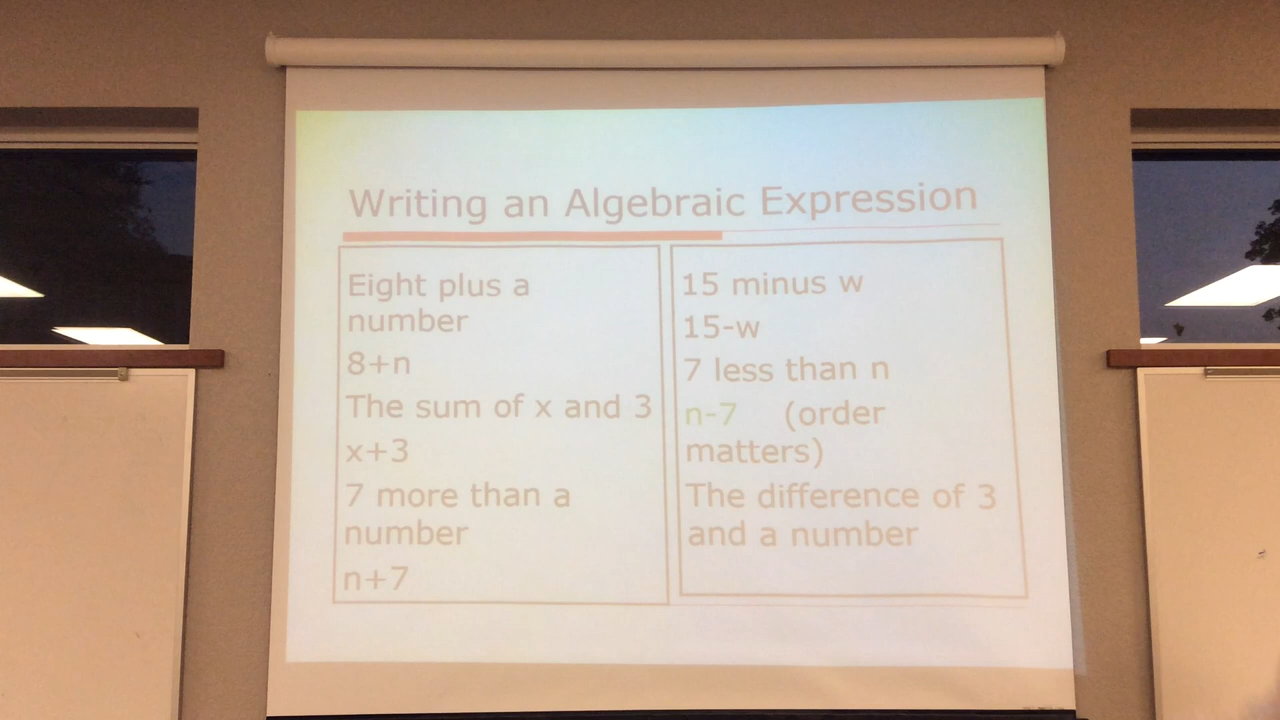 Writing an Algebraic Expression
Eight plus a
number
8+n
The sum of x and 3
x+3
7 more than a
number
n+7
15 minus w
15-w
7 less than n
n-7 (order
matters)
The difference of 3
and a number